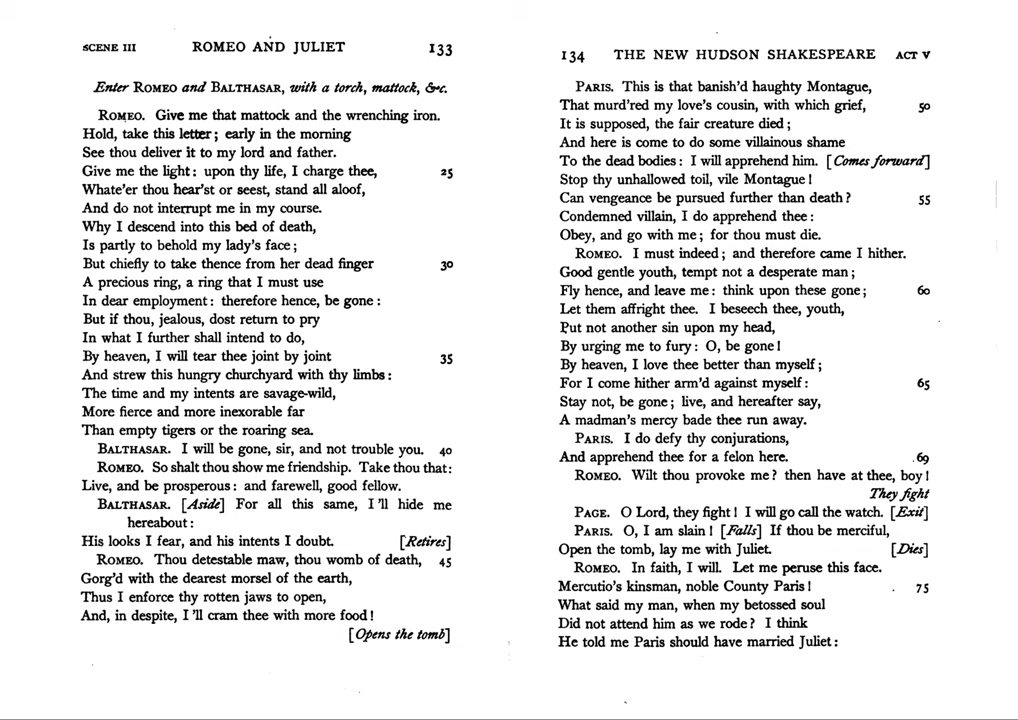 SCENE III ROMEO AND JULIET 133
Enter ROMEO and BALTHASAR, with a torch, mattock, &c.
ROMEO. Give me that mattock and the wrenching iron.
Hold, take this letter; early in the morning
See thou deliver it to my lord and father.
Give me the light: upon thy life, I charge thee, 25
Whate'er thou hear'st or seest, stand all aloof,
And do not interrupt me in my course.
Why I descend into this bed of death,
Is partly to behold my lady's face;
But chiefly to take thence from her dead finger 30
A precious ring, a ring that I must use
In dear employment: therefore hence, be gone:
But if thou, jealous, dost return to pry
In what I further shall intend to do,
By heaven, I will tear thee joint by joint 35
And strew this hungry churchyard with thy limbs:
The time and my intents are savage-wild,
More fierce and more inexorable far
Than empty tigers or the roaring sea.
BALTHASAR. I will be gone, sir, and not trouble you. 40
ROMEO. So shalt thou show me friendship. Take thou that:
Live, and be prosperous: and farewell, good fellow.
BALTHASAR. [Aside] For all this same, I'll hide me
hereabout:
His looks I fear, and his intents I doubt. [Retires]
ROMEO. Thou detestable maw, thou womb of death, 45
Gorg'd with the dearest morsel of the earth,
Thus I enforce thy rotten jaws to open,
And, in despite, I'll cram thee with more food!
[Opens the tomb]
134 THE NEW HUDSON SHAKESPEARE ACT V
PARIS. This is that banish'd haughty Montague,
That murd'red my love's cousin, with which grief, 50
It is supposed, the fair creature died;
And here is come to do some villainous shame
To the dead bodies: I will apprehend him. [Comes forward]
Stop thy unhallowed toil, vile Montague!
Can vengeance be pursued further than death? 55
Condemned villain, I do apprehend thee:
Obey, and go with me; for thou must die.
ROMEO. I must indeed; and therefore came I hither.
Good gentle youth, tempt not a desperate man;
Fly hence, and leave me: think upon these gone; 60
Let them affright thee. I beseech thee, youth,
Put not another sin upon my head,
By urging me to fury: O, be gone!
By heaven, I love thee better than myself;
For I come hither arm'd against myself: 65
Stay not, be gone; live, and hereafter say,
A madman's mercy bade thee run away.
PARIS. I do defy thy conjurations,
And apprehend thee for a felon here. 69
ROMEO. Wilt thou provoke me? then have at thee, boy!
They fight
PAGE. O Lord, they fight! I will go call the watch. [Exit]
PARIS. O, I am slain! [Falls] If thou be merciful,
Open the tomb, lay me with Juliet. [Dies]
ROMEO. In faith, I will. Let me peruse this face.
Mercutio's kinsman, noble County Paris! 75
What said my man, when my betossed soul
Did not attend him as we rode? I think
He told me Paris should have married Juliet: